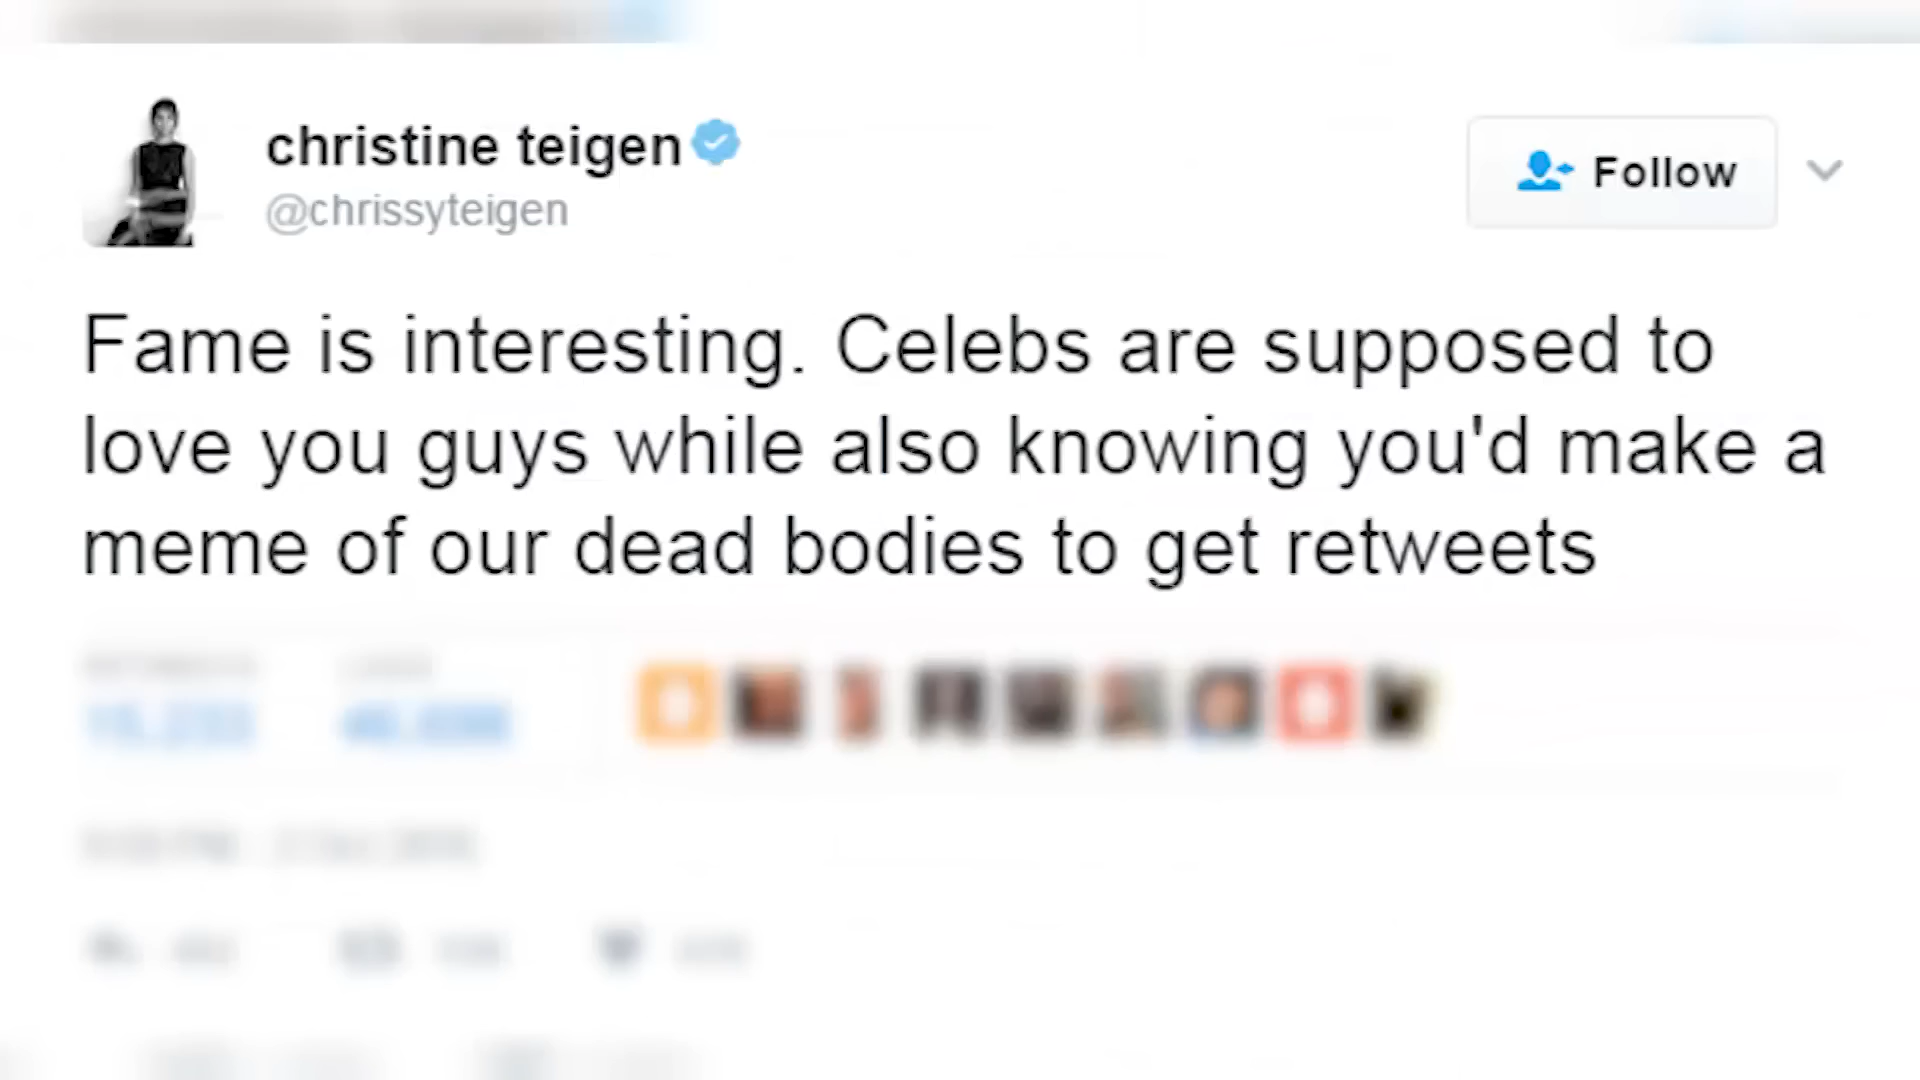 christine teigen
@chrissyteigen
Follow
Fame is interesting. Celebs are supposed to
love you guys while also knowing you'd make a
meme of our dead bodies to get retweets